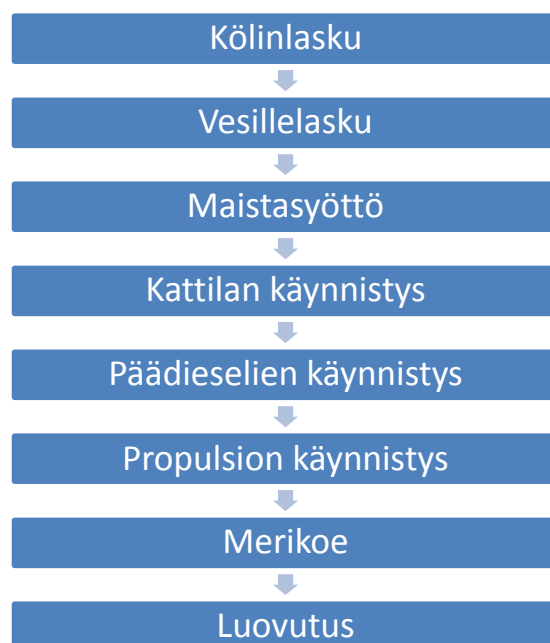 Kölinlasku
Vesillelasku
Maistasyöttö
Kattilan käynnistys
Päädieselien käynnistys
Propulsion käynnistys
Merikoe
Luovutus